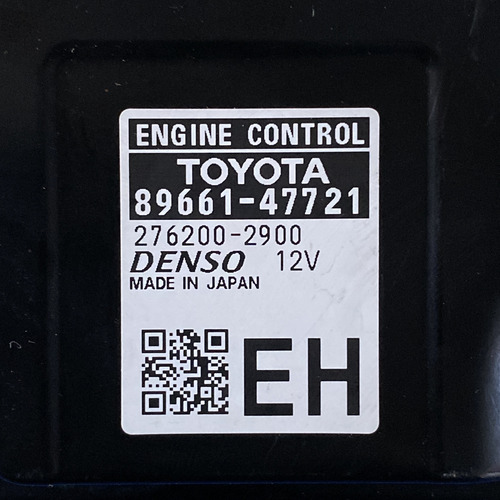 ENGINE CONTROL
TOYOTA
89661-47721
276200-2900
DENSO 12V
MADE IN JAPAN
EH